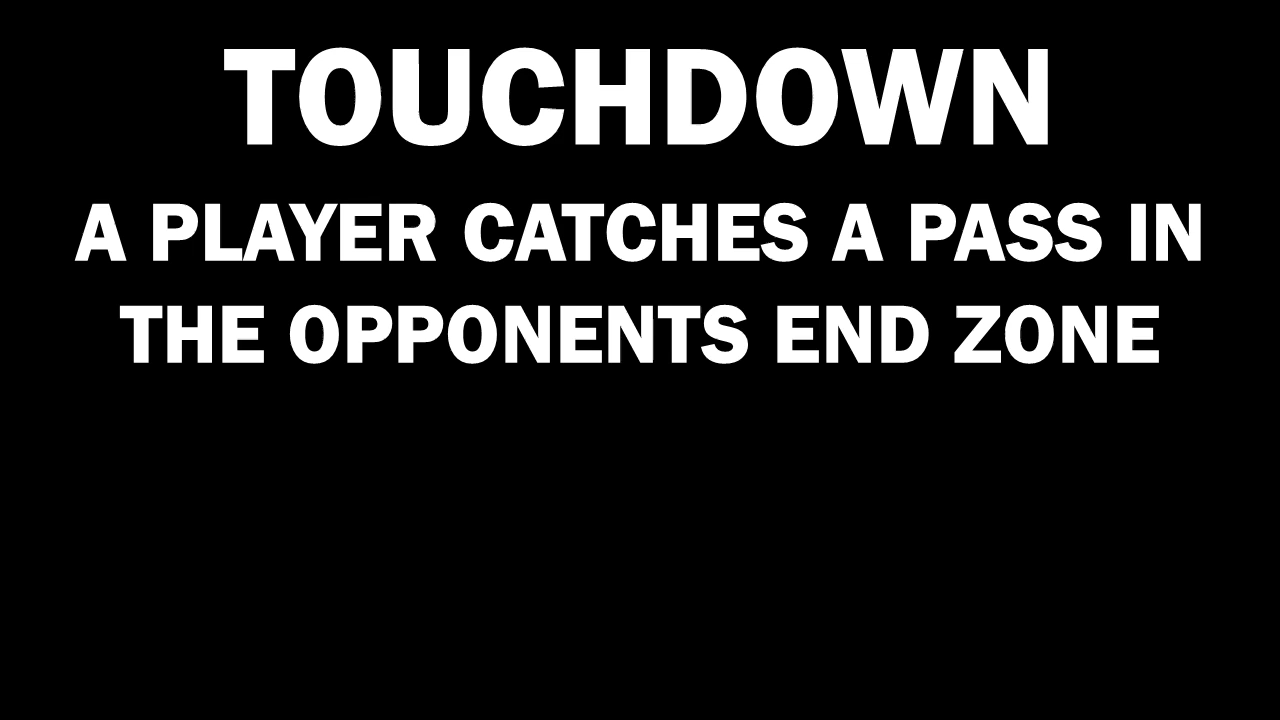 TOUCHDOWN
A PLAYER CATCHES A PASS IN
THE OPPONENTS END ZONE